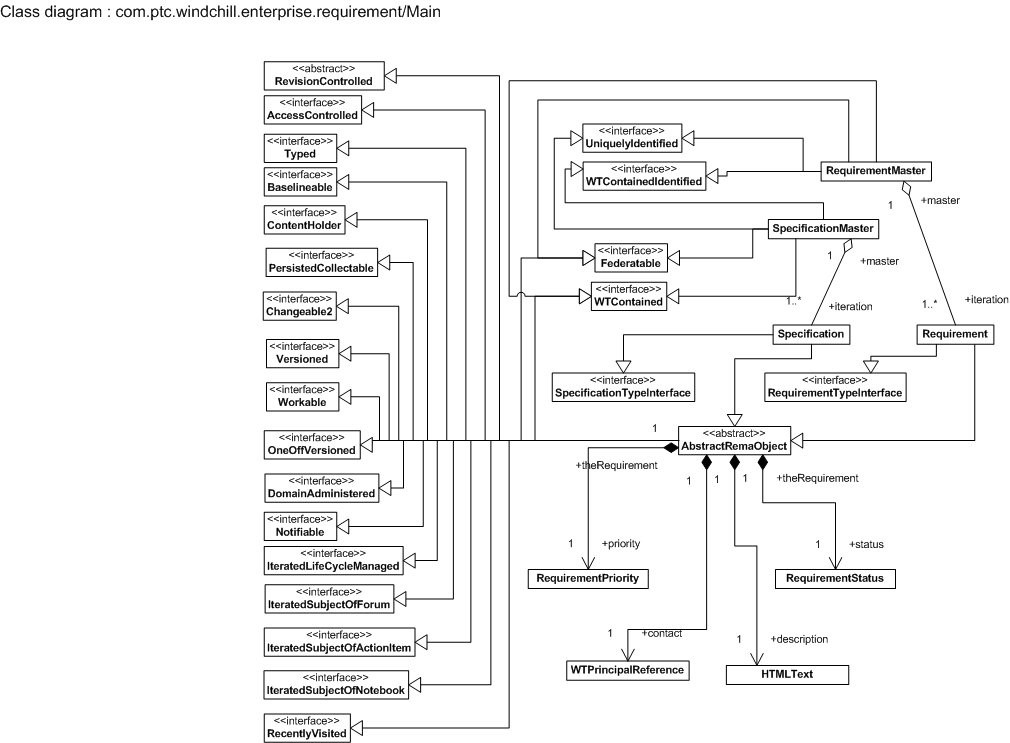 Class diagram : com.ptc.windchill.enterprise.requirement/Main
<<abstract>>
RevisionControlled
<<interface>>
AccessControlled
<<interface>>
Typed
<<interface>>
Baselineable
<<interface>>
ContentHolder
<<interface>>
PersistedCollectable
<<interface>>
Changeable2
<<interface>>
Versioned
<<interface>>
Workable
<<interface>>
OneOffVersioned
<<interface>>
DomainAdministered
<<interface>>
Notifiable
<<interface>>
IteratedLifeCycleManaged
<<interface>>
IteratedSubjectOfForum
<<interface>>
IteratedSubjectOfActionItem
<<interface>>
IteratedSubjectOfNotebook
<<interface>>
RecentlyVisited
<<interface>>
UniquelyIdentified
<<interface>>
WTContainedIdentified
RequirementMaster
1
+master
SpecificationMaster
1
+master
<<interface>>
Federatable
<<interface>>
WTContained
1..*
+iteration
1..*
+iteration
Specification
Requirement
<<interface>>
SpecificationTypeInterface
<<interface>>
RequirementTypeInterface
1
<<abstract>>
AbstractRemaObject
+theRequirement
1
1
1
+theRequirement
1
+priority
RequirementPriority
1
+status
RequirementStatus
1
+contact
WTPrincipalReference
1
+description
HTMLText